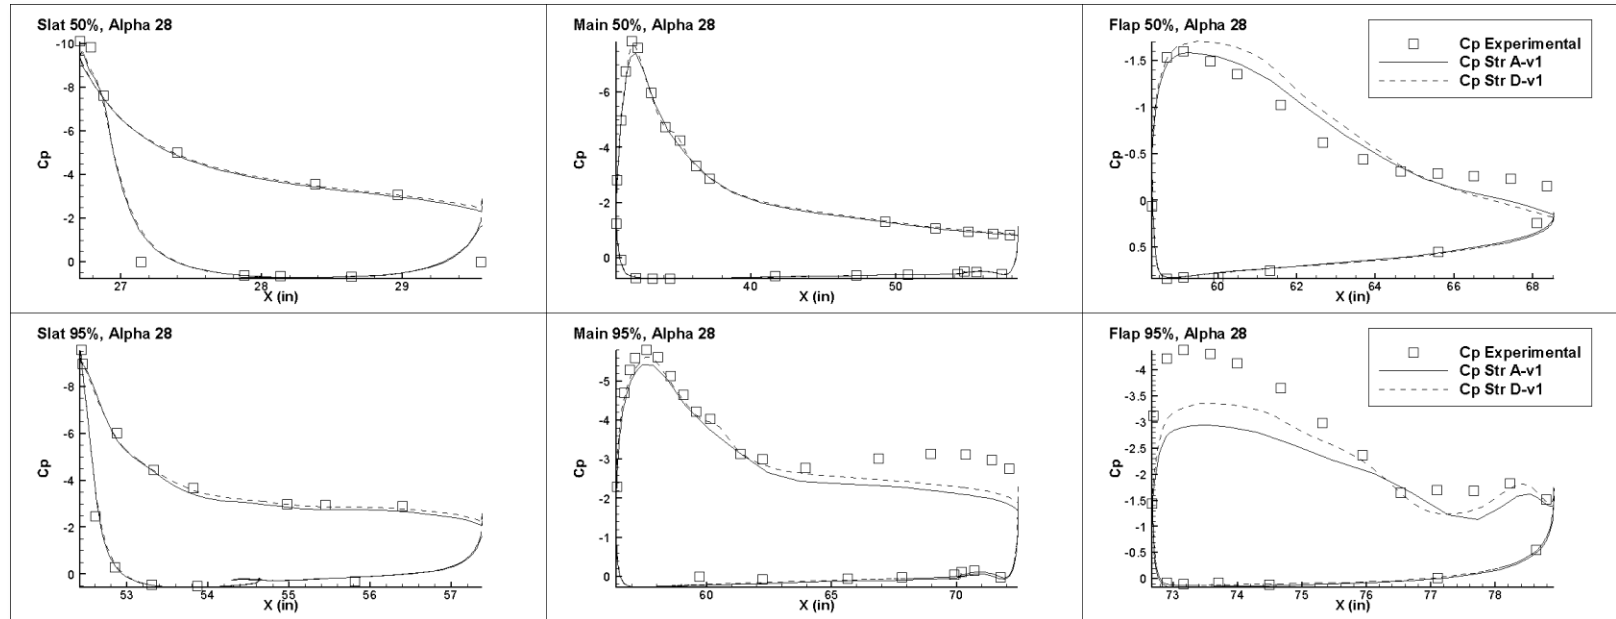 Slat 50%, Alpha 28
-10
-8
-6
-4
-2
0
Cp
27
28
29
X (in)
Main 50%, Alpha 28
-6
-4
-2
0
Cp
40
50
X (in)
Flap 50%, Alpha 28
Cp Experimental
Cp Str A-v1
Cp Str D-v1
-1.5
-1
-0.5
0
0.5
Cp
60
62
64
66
68
X (in)
Slat 95%, Alpha 28
-8
-6
-4
-2
0
Cp
53
54
55
56
57
X (in)
Main 95%, Alpha 28
-5
-4
-3
-2
-1
0
Cp
60
65
70
X (in)
Flap 95%, Alpha 28
Cp Experimental
Cp Str A-v1
Cp Str D-v1
-4
-3.5
-3
-2.5
-2
-1.5
-1
-0.5
0
Cp
73
74
75
76
77
78
X (in)